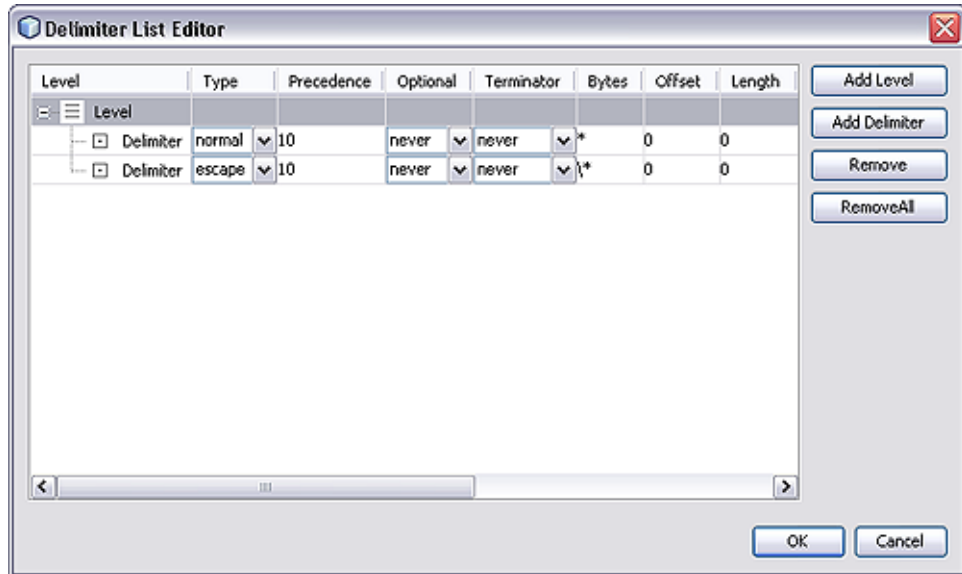 Delimiter List Editor
Level Type Precedence Optional Terminator Bytes Offset Length
Level
Delimiter normal 10 never never * 0 0
Delimiter escape 10 never never \* 0 0
Add Level
Add Delimiter
Remove
RemoveAll
OK Cancel